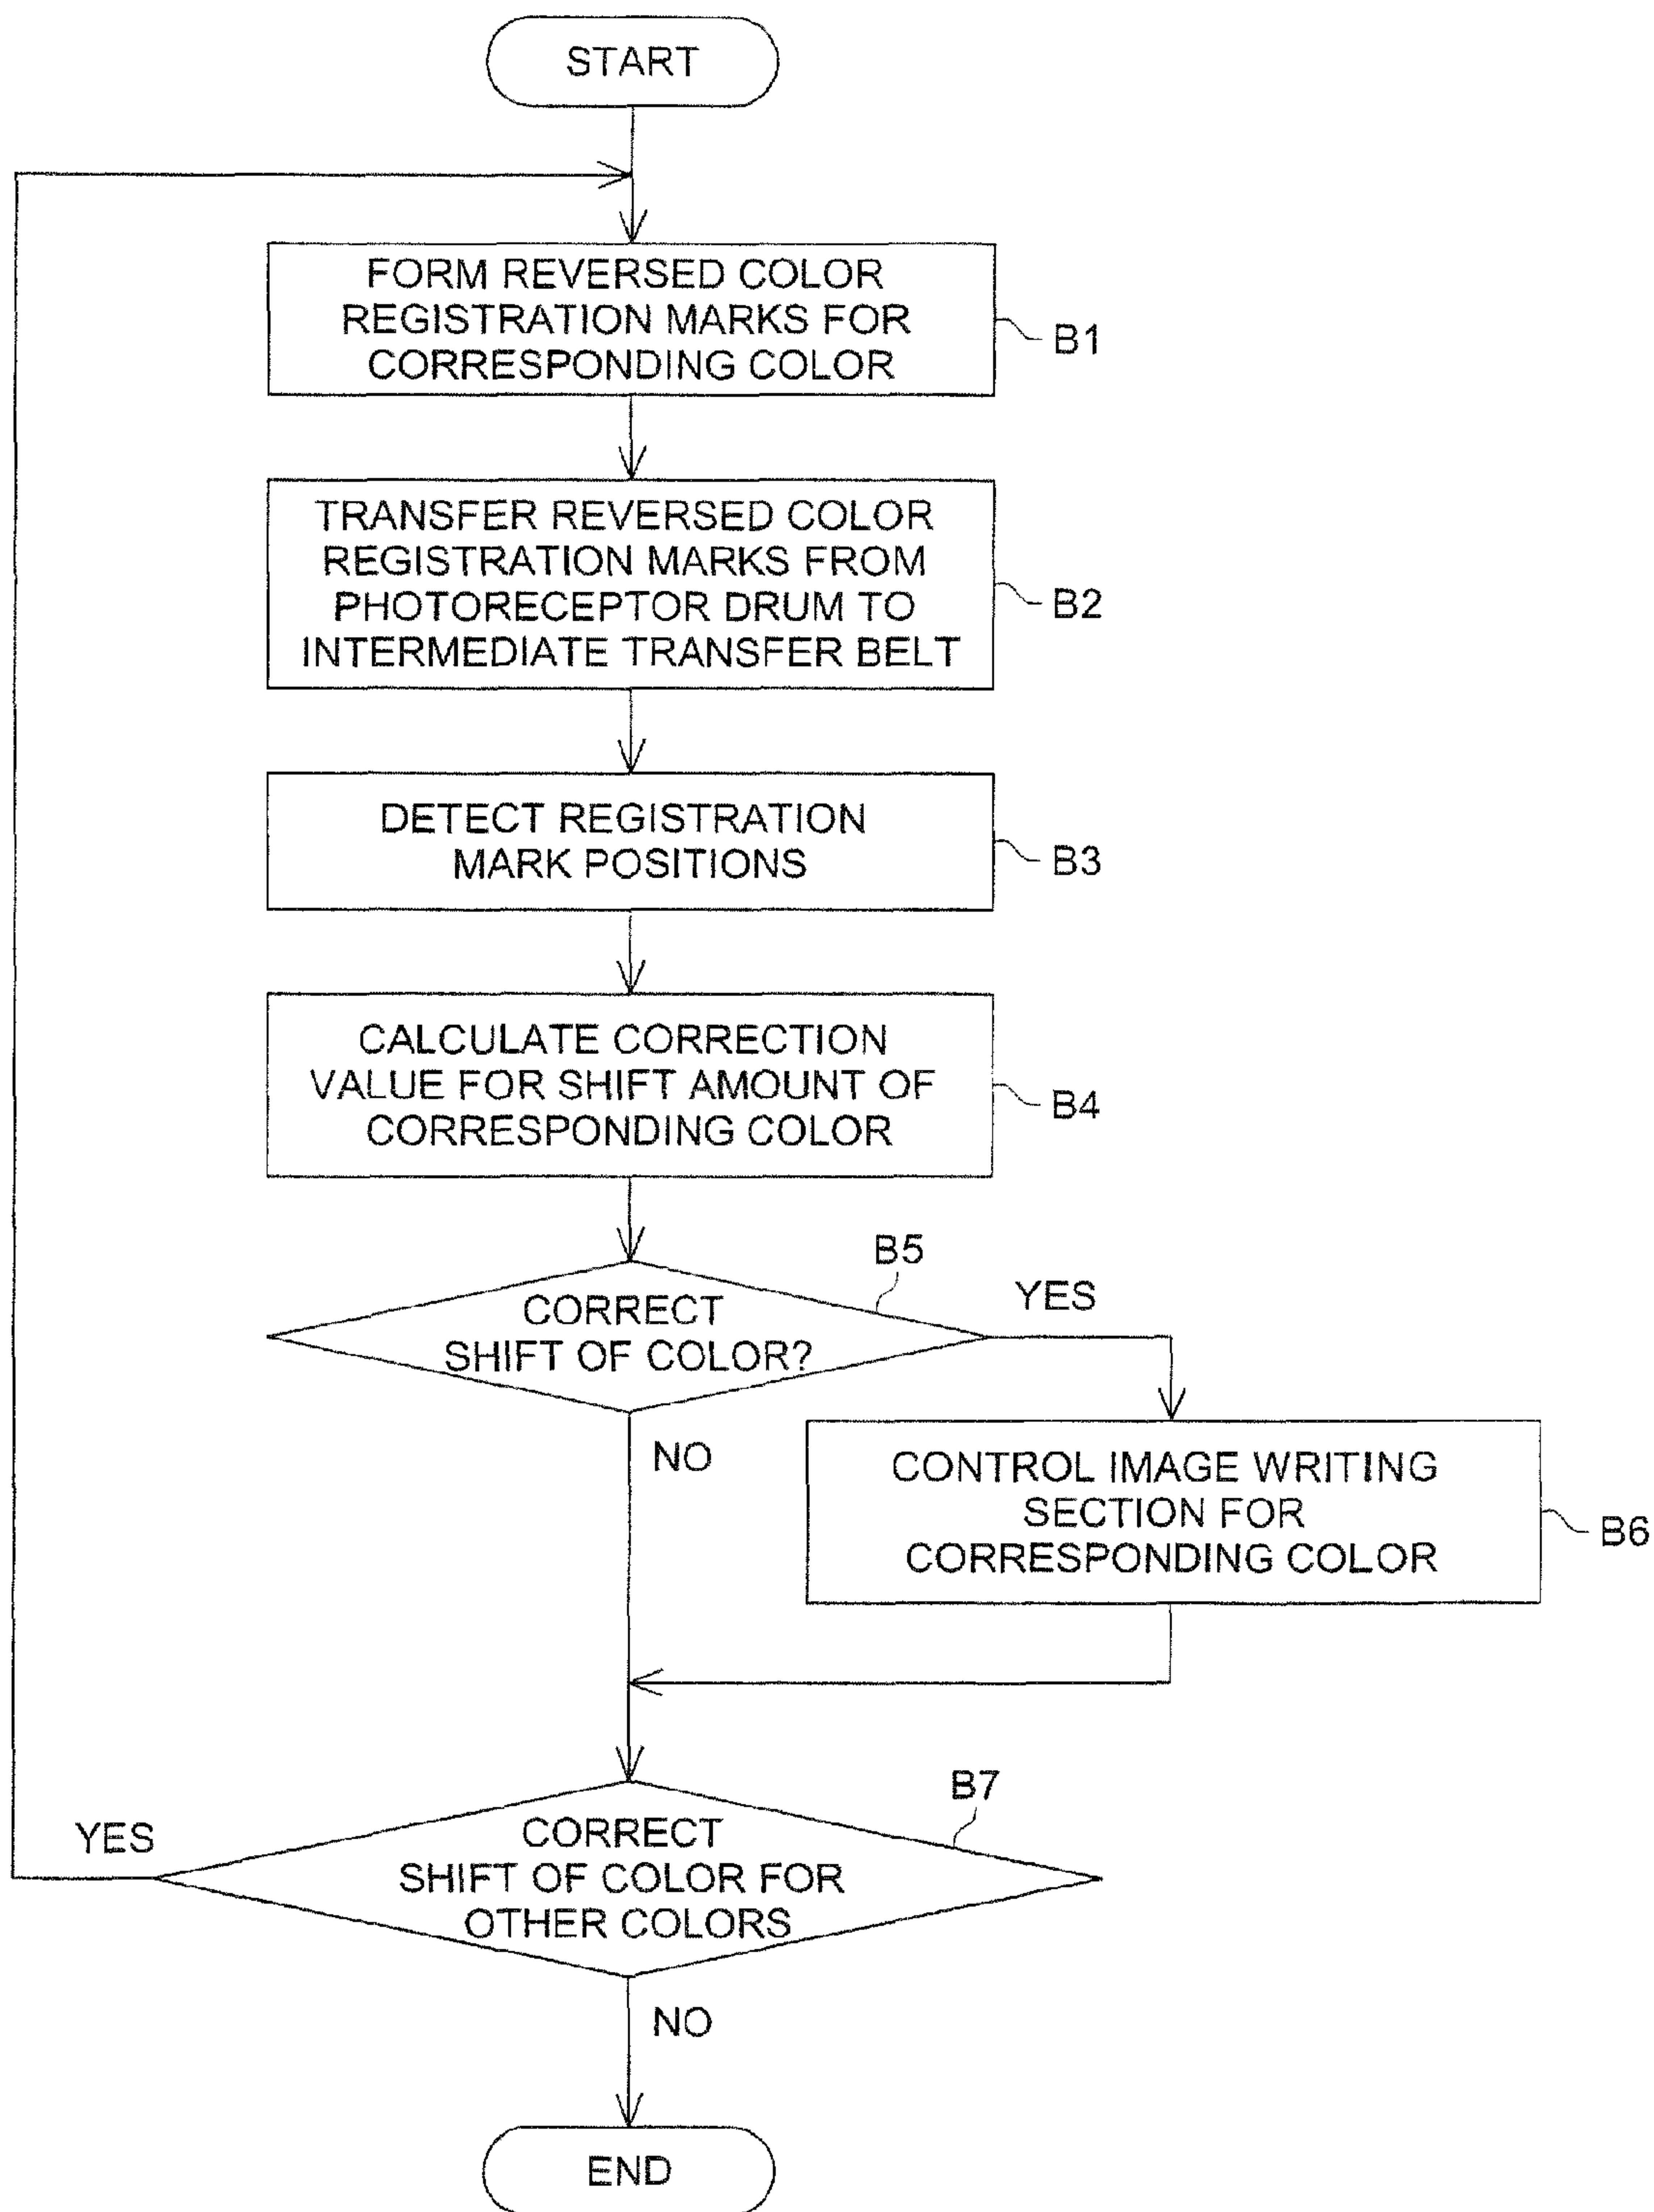 START
FORM REVERSED COLOR
REGISTRATION MARKS FOR
CORRESPONDING COLOR
B1
TRANSFER REVERSED COLOR
REGISTRATION MARKS FROM
PHOTORECEPTOR DRUM TO
INTERMEDIATE TRANSFER BELT
B2
DETECT REGISTRATION
MARK POSITIONS
B3
CALCULATE CORRECTION
VALUE FOR SHIFT AMOUNT OF
CORRESPONDING COLOR
B4
B5
CORRECT
SHIFT OF COLOR?
YES
NO
CONTROL IMAGE WRITING
SECTION FOR
CORRESPONDING COLOR
B6
B7
YES
CORRECT
SHIFT OF COLOR FOR
OTHER COLORS
NO
END